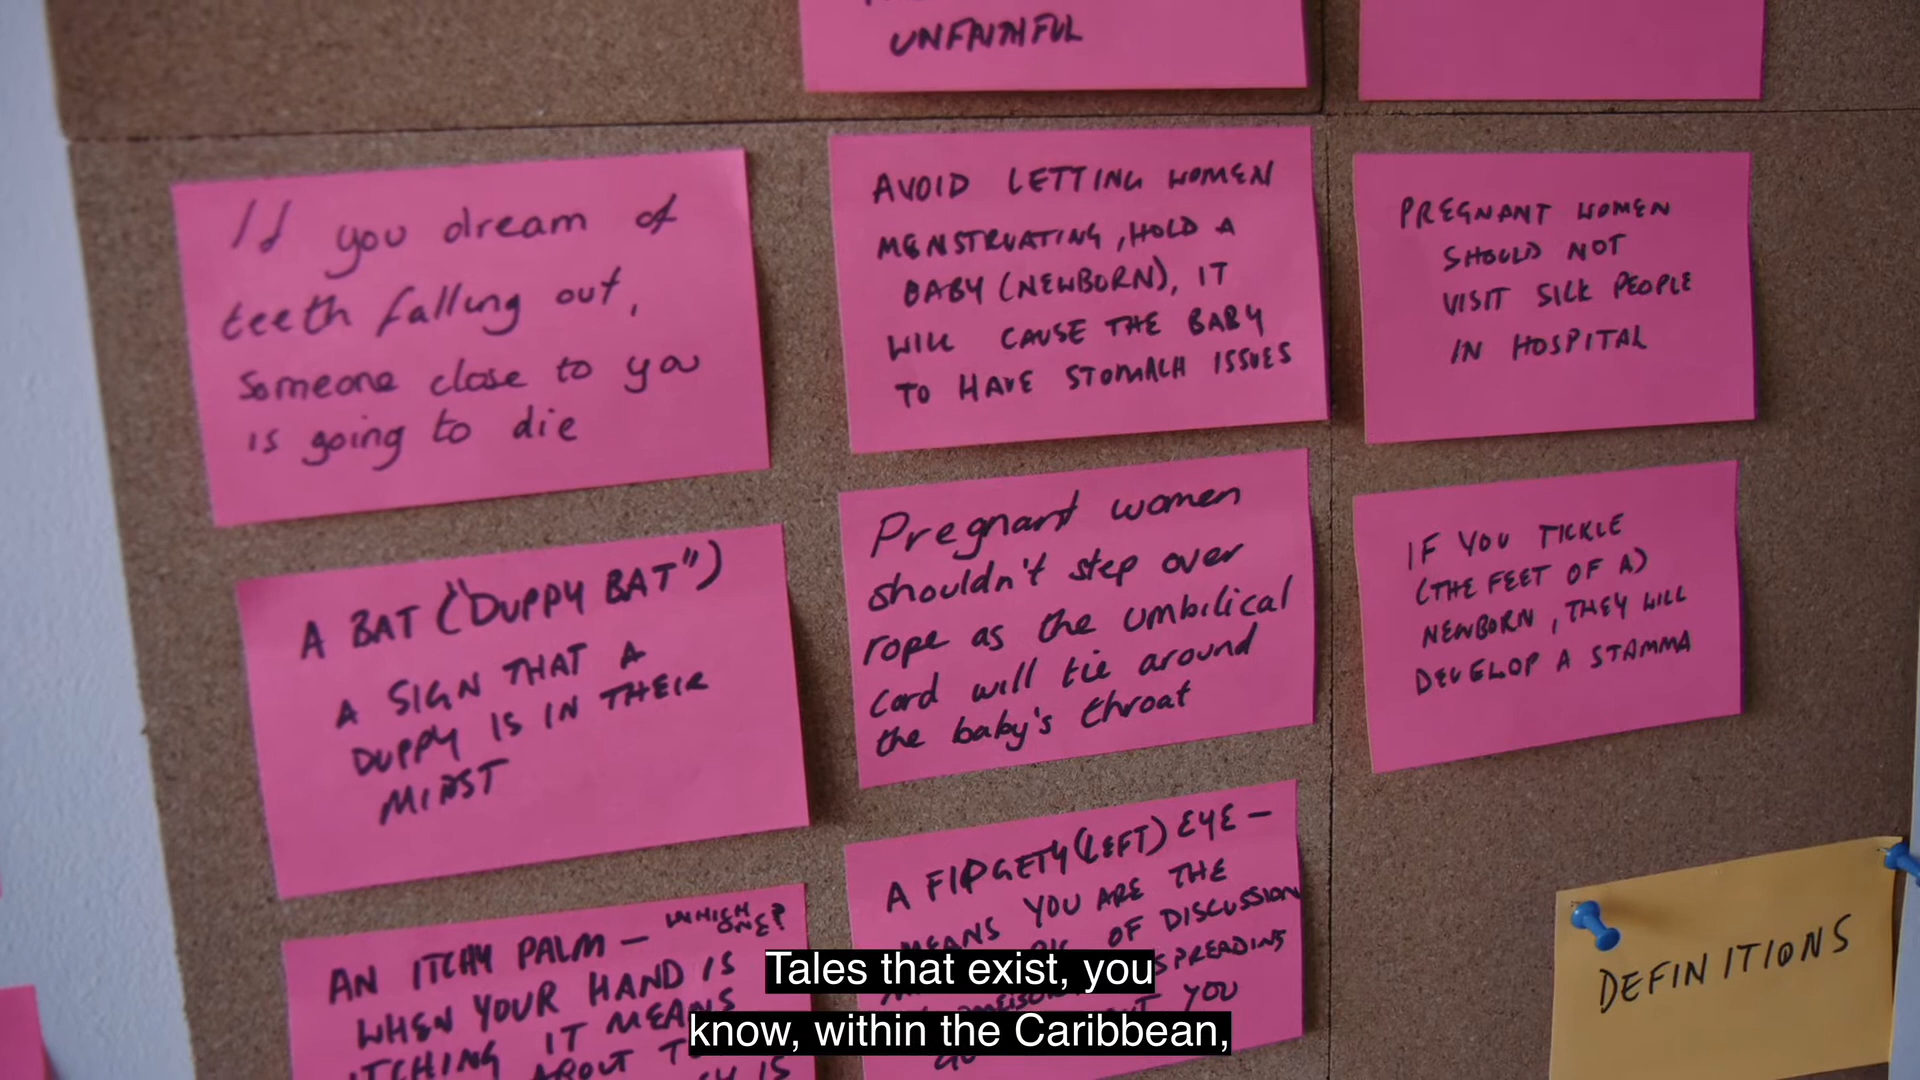 UNFAITHFUL
If you dream of
teeth falling out,
someone close to you
is going to die
AVOID LETTING WOMEN
MENSTRUATING, HOLD A
BABY (NEWBORN), IT
WILL CAUSE THE BABY
TO HAVE STOMACH ISSUES
PREGNANT WOMEN
SHOULD NOT
VISIT SICK PEOPLE
IN HOSPITAL
A BAT ("DUPPY BAT")
A SIGN THAT A
DUPPY IS IN THEIR
MIDST
Pregnant women
shouldn't step over
rope as the umbilical
cord will tie around
the baby's throat
IF YOU TICKLE
(THE FEET OF A)
NEWBORN, THEY WILL
DEVELOP A STAMMA
AN ITCHY PALM — WHICH ONE?
WHEN YOUR HAND IS
ITCHING IT MEANS
ABOUT
IS
A FIDGETY (LEFT) EYE —
MEANS YOU ARE THE
OF DISCUSSION
SPREADING
YOU
DEFINITIONS
Tales that exist, you
know, within the Caribbean,